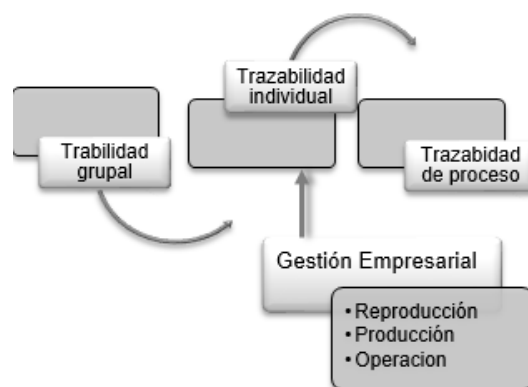 Trazabilidad
individual
Trabilidad
grupal
Trazabidad
de proceso
Gestión Empresarial
• Reproducción
• Producción
• Operacion